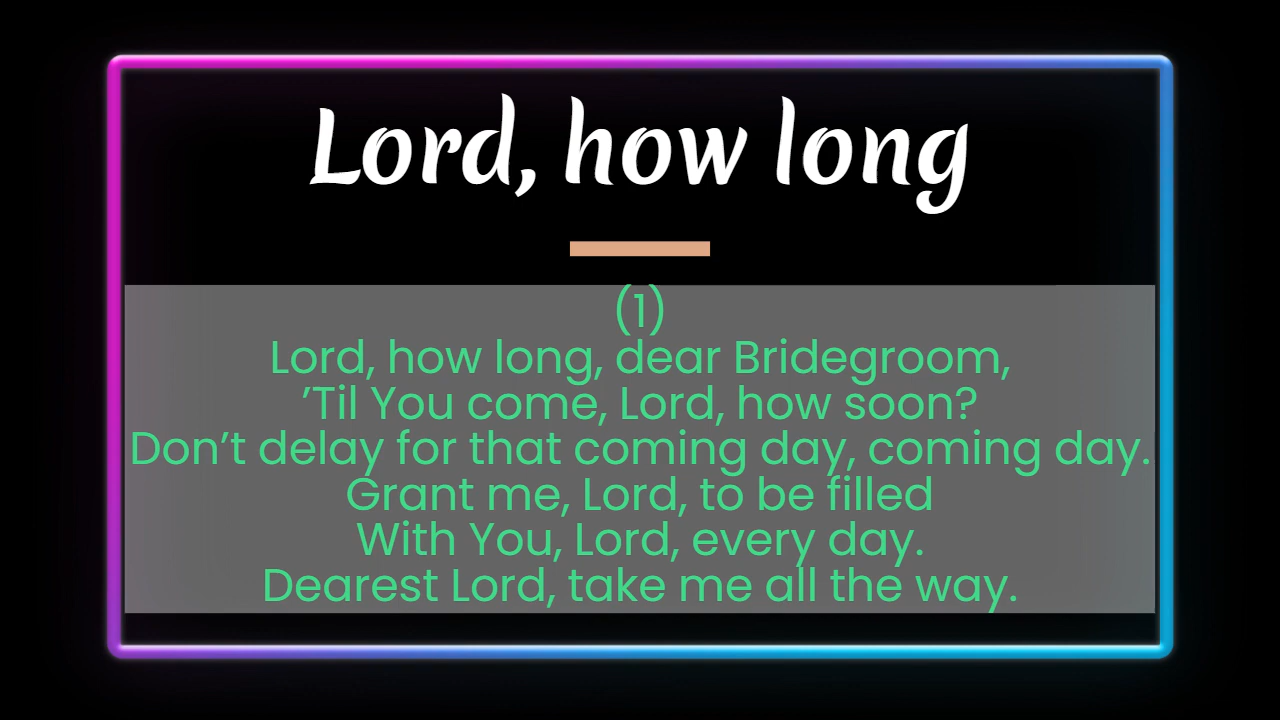 Lord, how long
(1)
Lord, how long, dear Bridegroom,
’Til You come, Lord, how soon?
Don’t delay for that coming day, coming day.
Grant me, Lord, to be filled
With You, Lord, every day.
Dearest Lord, take me all the way.